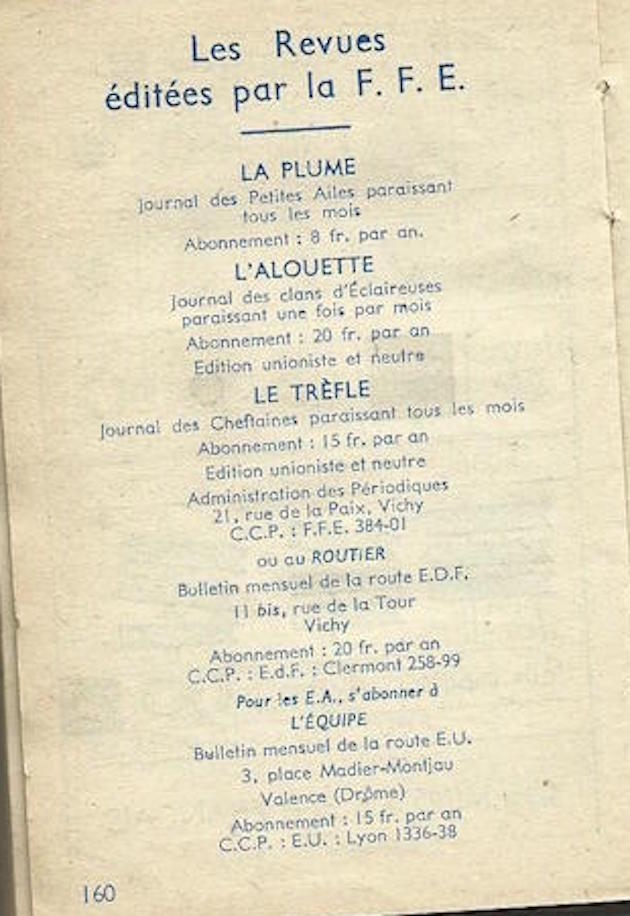 Les Revues
éditées par la F. F. E.
LA PLUME
Journal des Petites Ailes paraissant
tous les mois
Abonnement : 8 fr. par an.
L'ALOUETTE
Journal des clans d'Éclaireuses
paraissant une fois par mois
Abonnement : 20 fr. par an
Edition unioniste et neutre
LE TRÈFLE
Journal des Cheftaines paraissant tous les mois
Abonnement : 15 fr. par an
Edition unioniste et neutre
Administration des Périodiques
21, rue de la Paix, Vichy
C.C.P. : F.F.E. 384-01
ou au ROUTIER
Bulletin mensuel de la route E.D.F.
11 bis, rue de la Tour
Vichy
Abonnement : 20 fr. par an
C.C.P. : E.d.F. : Clermont 258-99
Pour les E.A., s'abonner à
L'ÉQUIPE
Bulletin mensuel de la route E.U.
3, place Madier-Montjau
Valence (Drôme)
Abonnement : 15 fr. par an
C.C.P. : E.U. : Lyon 1336-38
160